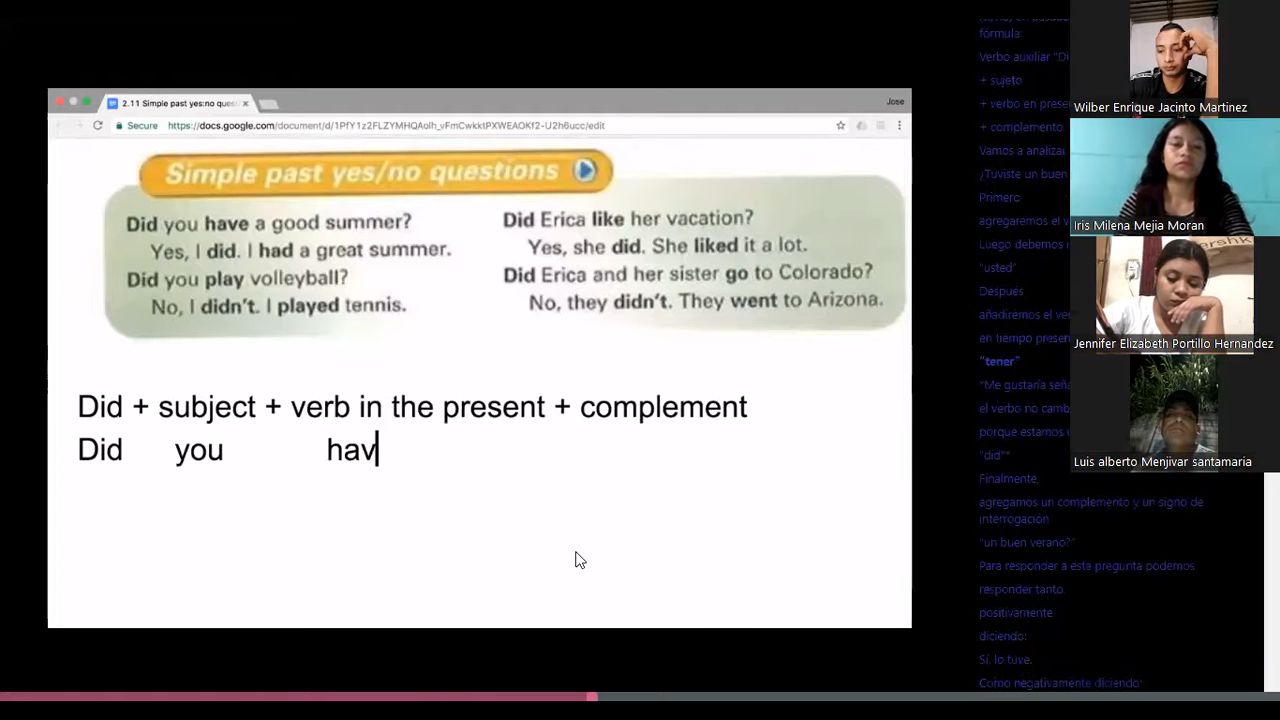 2.11 Simple past yes:no ques
Jose
Secure https://docs.google.com/document/d/1PfY1z2FLZYMHQAolh_vFmCwkktPXWEAOKf2-U2h6ucc/edit
Simple past yes/no questions
Did you have a good summer?
Yes, I did. I had a great summer.
Did you play volleyball?
No, I didn't. I played tennis.
Did Erica like her vacation?
Yes, she did. She liked it a lot.
Did Erica and her sister go to Colorado?
No, they didn't. They went to Arizona.
Did + subject + verb in the present + complement
Did you hav
fórmula:
Verbo auxiliar "Di
+ sujeto
+ verbo en prese
+ complemento.
Vamos a analizar
¿Tuviste un buen
Primero
agregaremos el v
Luego debemos i
"usted"
Después
añadiremos el ve
en tiempo presen
"tener"
*Me gustaría seña
el verbo no camb
porque estamos u
"did"*
Finalmente,
agregamos un complemento y un signo de
interrogación
"un buen verano?"
Para responder a esta pregunta podemos
responder tanto.
positivamente
diciendo:
Sí, lo tuve.
Como negativamente diciendo:
Wilber Enrique Jacinto Martinez
Iris Milena Mejia Moran
ershk
Jennifer Elizabeth Portillo Hernandez
Luis alberto Menjivar santamaria